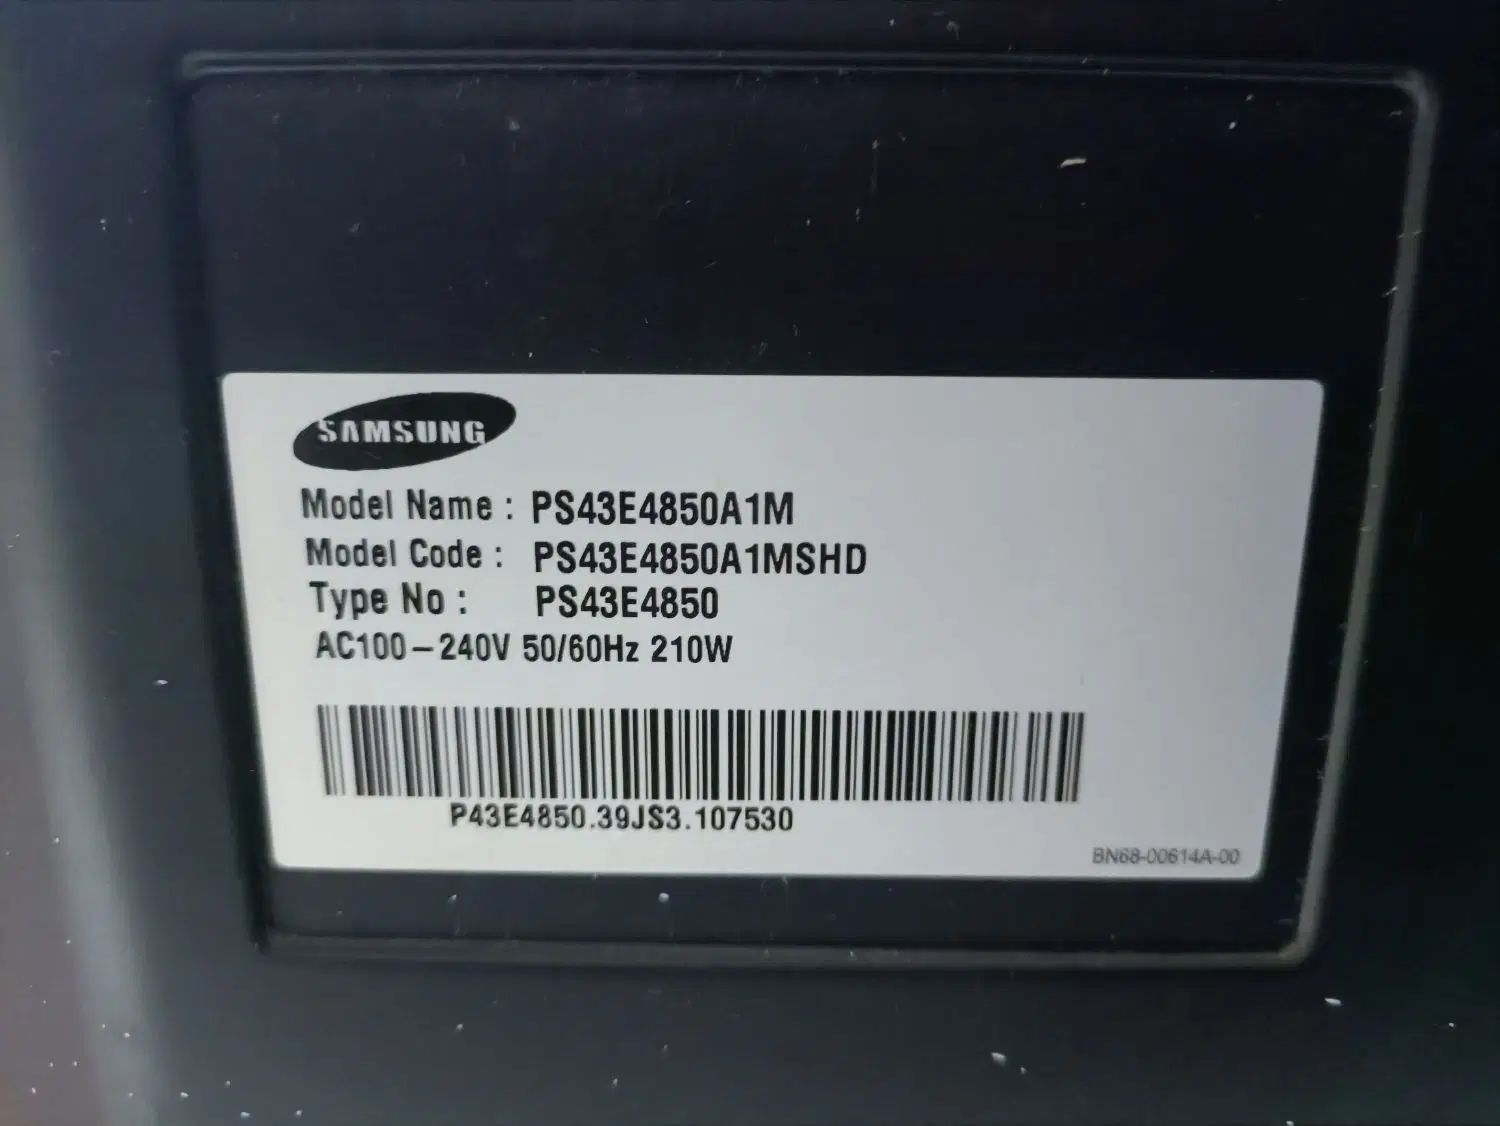 SAMSUNG
Model Name : PS43E4850A1M
Model Code : PS43E4850A1MSHD
Type No : PS43E4850
AC100-240V 50/60Hz 210W
P43E4850.39JS3.107530
BN68-00614A-00